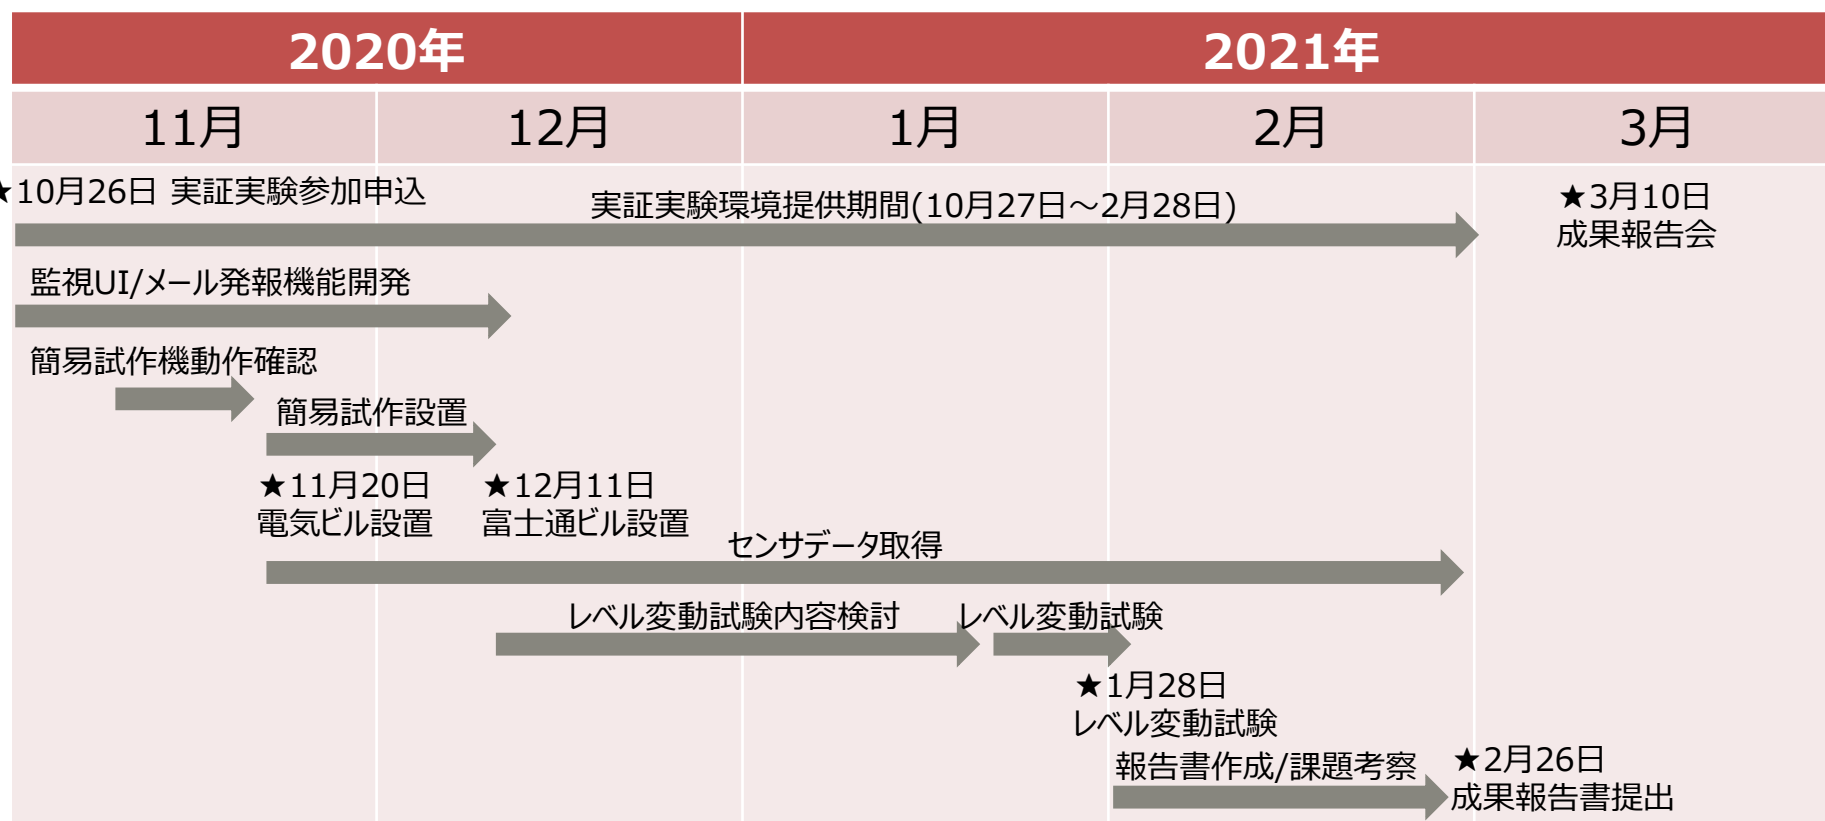 2020年
2021年
11月
12月
1月
2月
3月
★10月26日 実証実験参加申込
実証実験環境提供期間(10月27日～2月28日)
★3月10日
成果報告会
監視UI/メール発報機能開発
簡易試作機動作確認
簡易試作設置
★11月20日
電気ビル設置
★12月11日
富士通ビル設置
センサデータ取得
レベル変動試験内容検討
レベル変動試験
★1月28日
レベル変動試験
報告書作成/課題考察
★2月26日
成果報告書提出